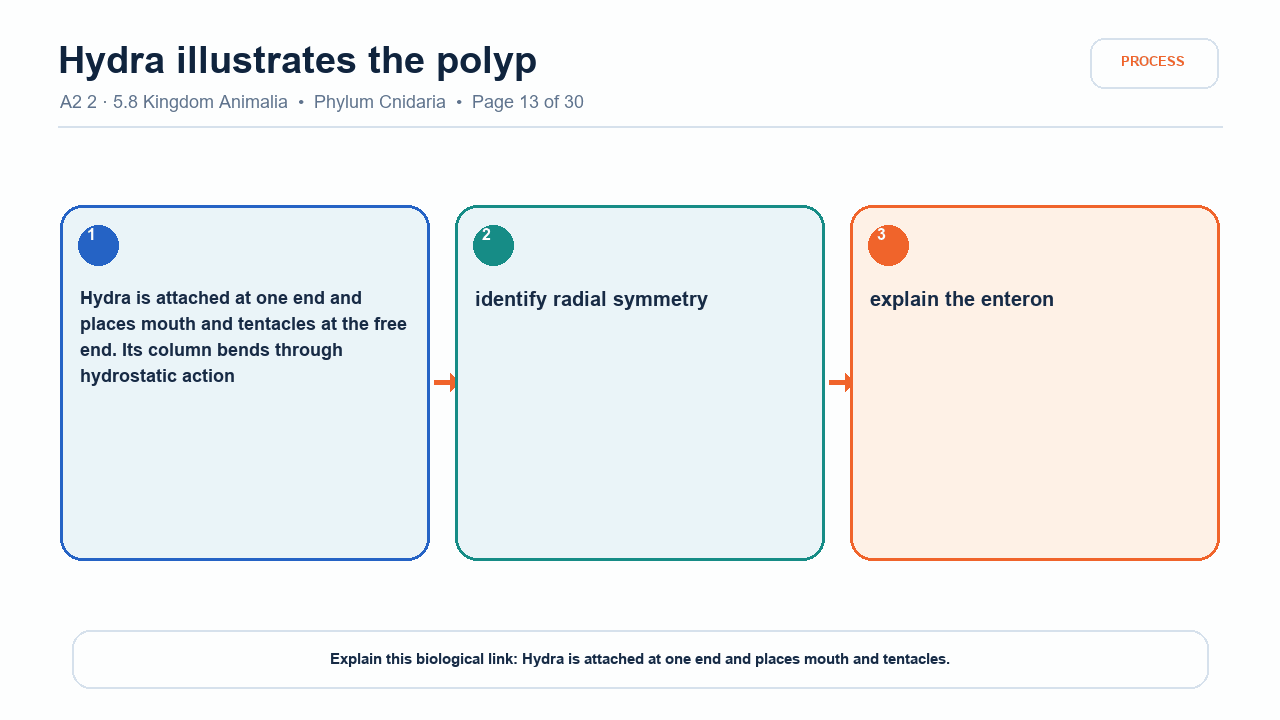 Hydra illustrates the polyp
PROCESS
A2 2 · 5.8 Kingdom Animalia • Phylum Cnidaria • Page 13 of 30
1
Hydra is attached at one end and
places mouth and tentacles at the free
end. Its column bends through
hydrostatic action
2
identify radial symmetry
3
explain the enteron
Explain this biological link: Hydra is attached at one end and places mouth and tentacles.